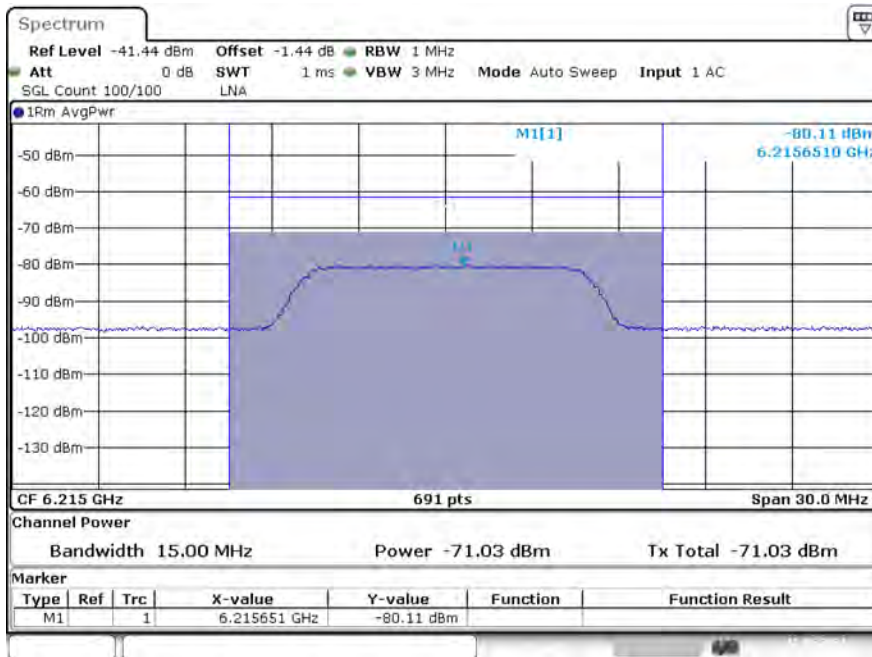 Spectrum
Ref Level -41.44 dBm Offset -1.44 dB RBW 1 MHz
Att 0 dB SWT 1 ms VBW 3 MHz Mode Auto Sweep Input 1 AC
SGL Count 100/100 LNA
1Rm AvgPwr
M1[1] -80.11 dBm
6.2156510 GHz
-50 dBm
-60 dBm
-70 dBm
M1
-80 dBm
-90 dBm
-100 dBm
-110 dBm
-120 dBm
-130 dBm
CF 6.215 GHz 691 pts Span 30.0 MHz
Channel Power
Bandwidth 15.00 MHz Power -71.03 dBm Tx Total -71.03 dBm
Marker
Type Ref Trc X-value Y-value Function Function Result
M1 1 6.215651 GHz -80.11 dBm